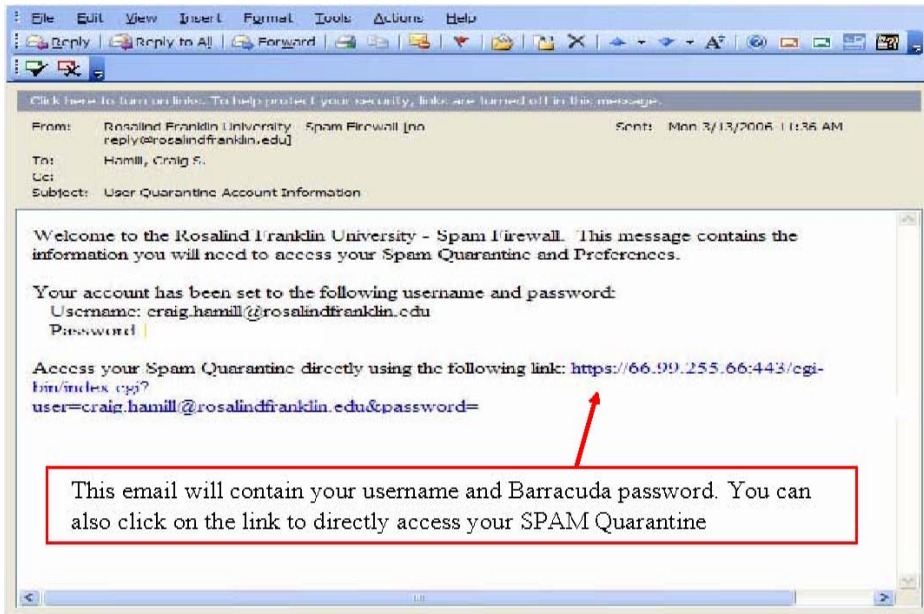 File Edit View Insert Format Tools Actions Help
Reply Reply to All Forward
Click here to turn on links. To help protect your security, links are turned off in this message.
From: Rosalind Franklin University - Spam Firewall [no
reply@rosalindfranklin.edu]
Sent: Mon 3/13/2006 11:36 AM
To: Hamill, Craig S.
Cc:
Subject: User Quarantine Account Information
Welcome to the Rosalind Franklin University - Spam Firewall. This message contains the
information you will need to access your Spam Quarantine and Preferences.
Your account has been set to the following username and password:
Username: craig.hamill@rosalindfranklin.edu
Password
Access your Spam Quarantine directly using the following link: https://66.99.255.66:443/cgi-
bin/index.cgi?
user=craig.hamill@rosalindfranklin.edu&password=
This email will contain your username and Barracuda password. You can
also click on the link to directly access your SPAM Quarantine